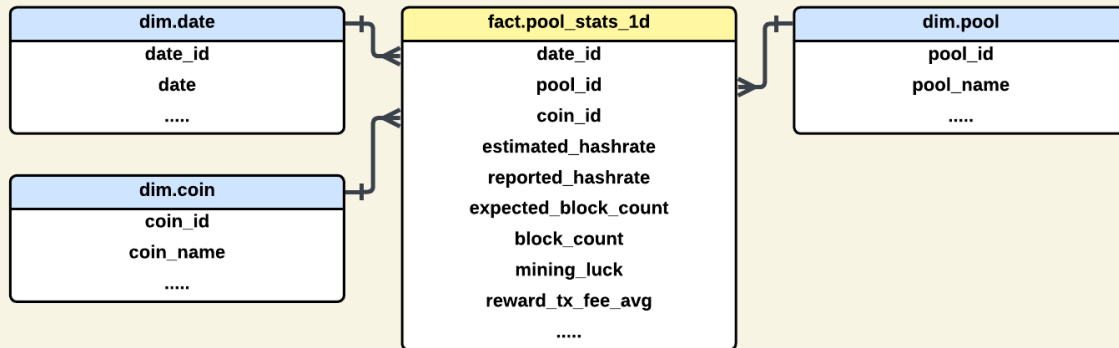 dim.date
date_id
date
.....
dim.coin
coin_id
coin_name
.....
fact.pool_stats_1d
date_id
pool_id
coin_id
estimated_hashrate
reported_hashrate
expected_block_count
block_count
mining_luck
reward_tx_fee_avg
.....
dim.pool
pool_id
pool_name
.....